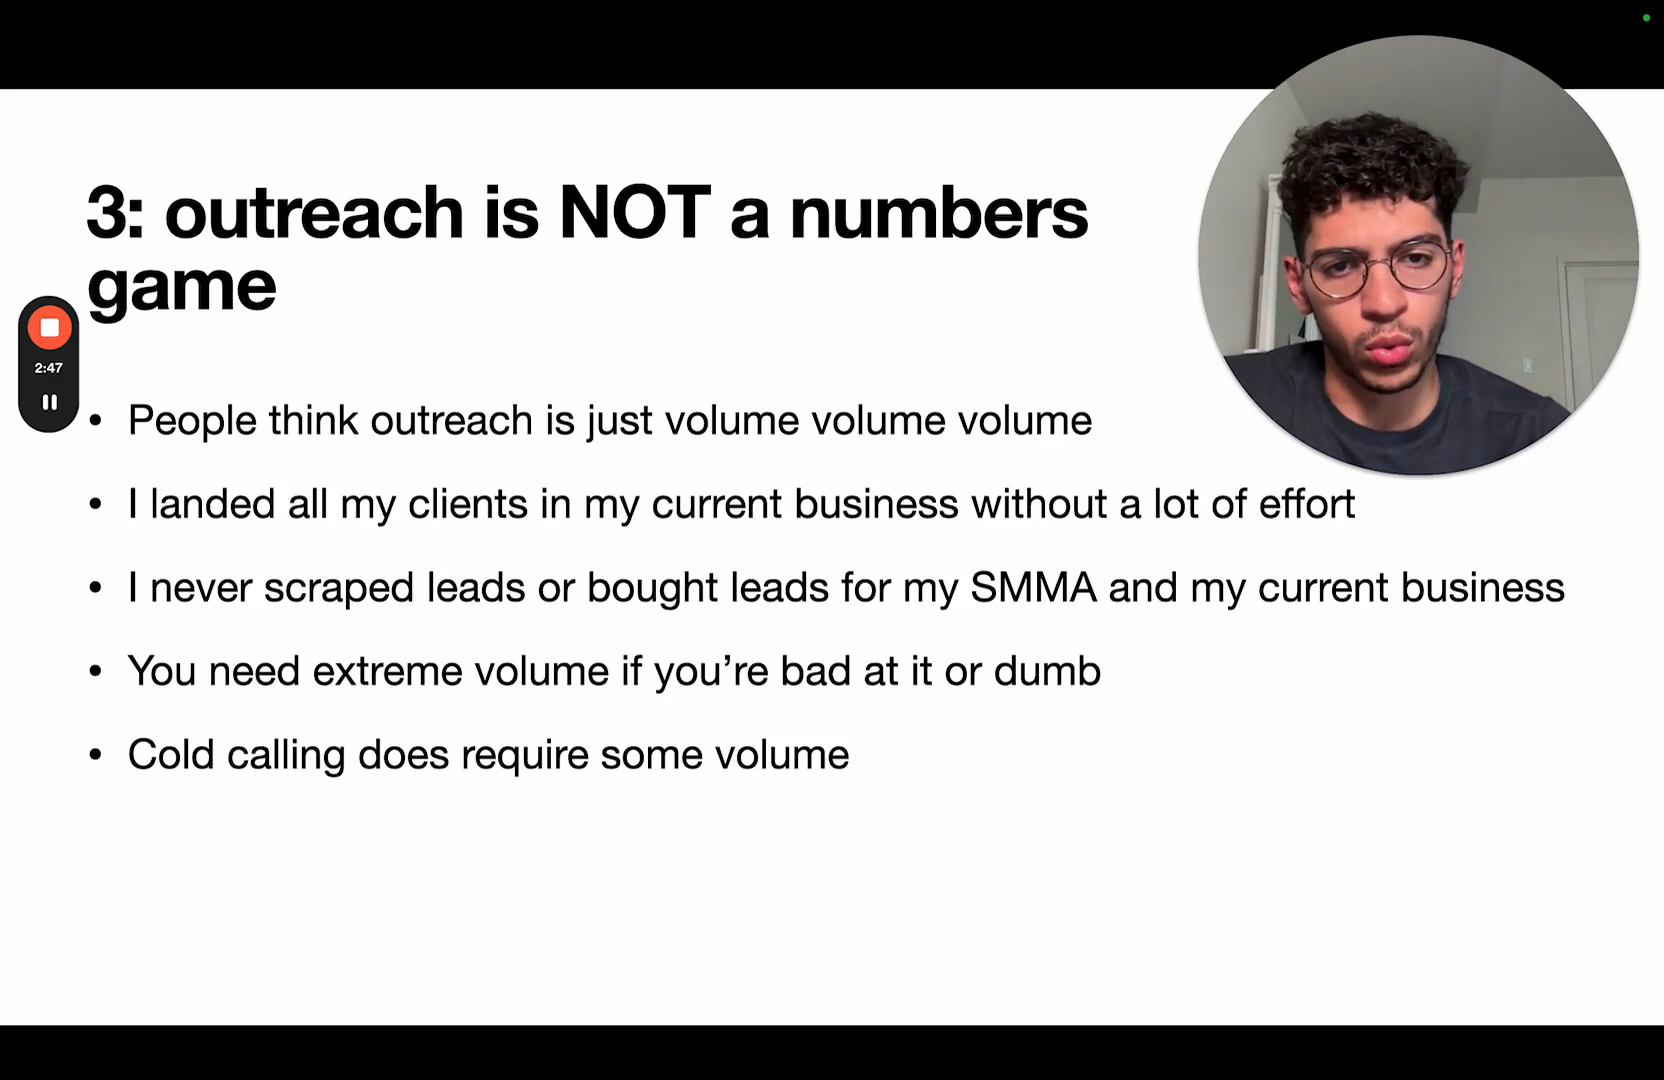 3: outreach is NOT a numbers
game
2:47
• People think outreach is just volume volume volume
• I landed all my clients in my current business without a lot of effort
• I never scraped leads or bought leads for my SMMA and my current business
• You need extreme volume if you’re bad at it or dumb
• Cold calling does require some volume